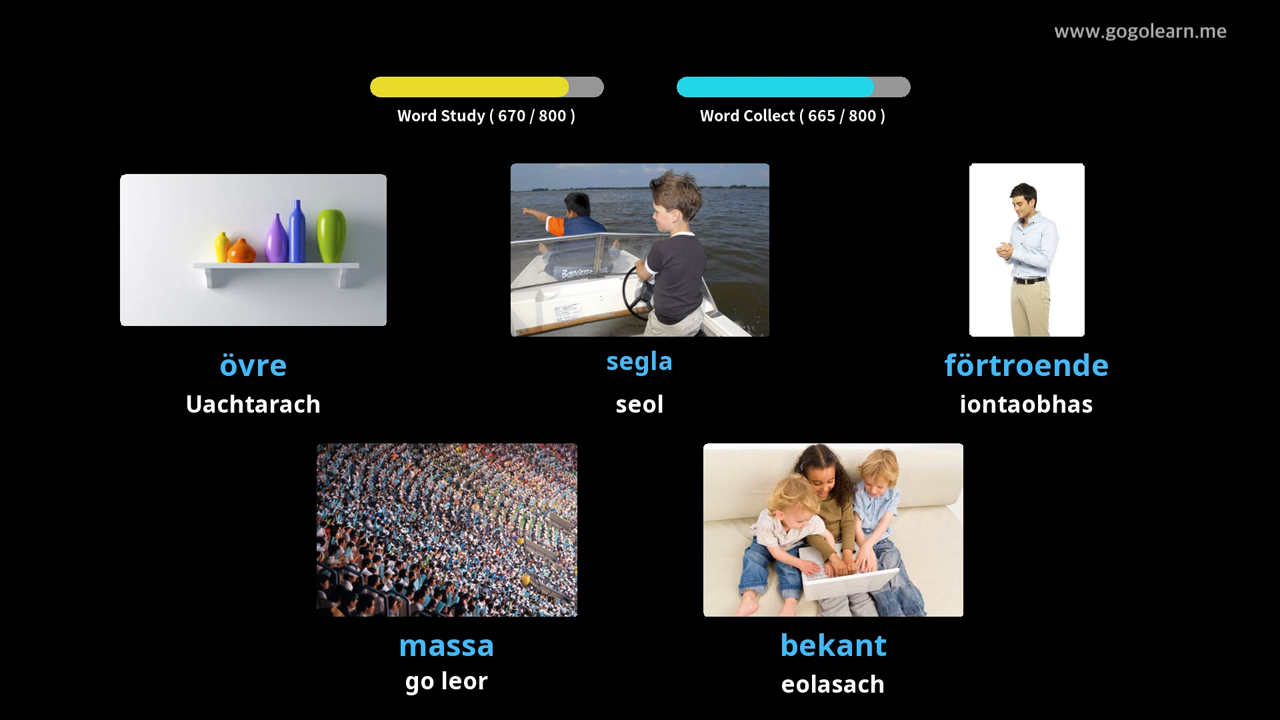 www.gogolearn.me
Word Study ( 670 / 800 )
Word Collect ( 665 / 800 )
övre
Uachtarach
segla
seol
förtroende
iontaobhas
massa
go leor
bekant
eolasach